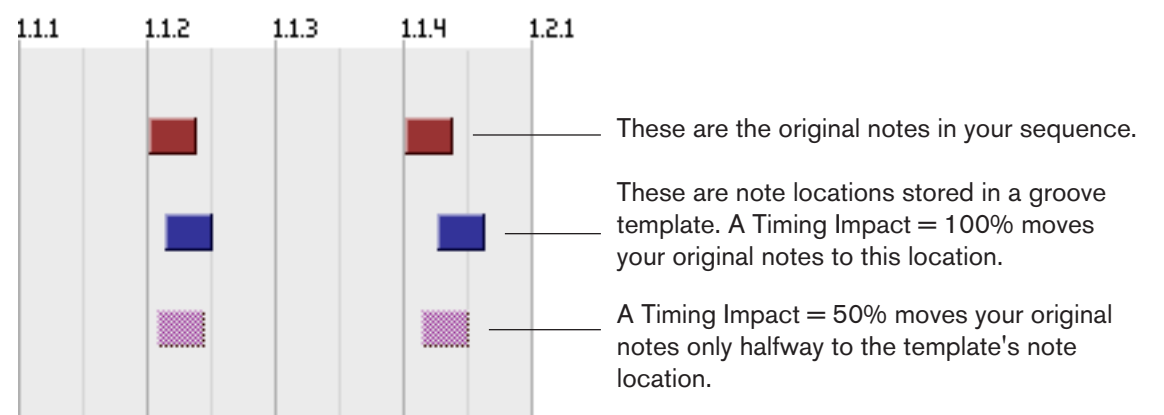 1.1.1 1.1.2 1.1.3 1.1.4 1.2.1
These are the original notes in your sequence.
These are note locations stored in a groove
template. A Timing Impact = 100% moves
your original notes to this location.
A Timing Impact = 50% moves your original
notes only halfway to the template's note
location.